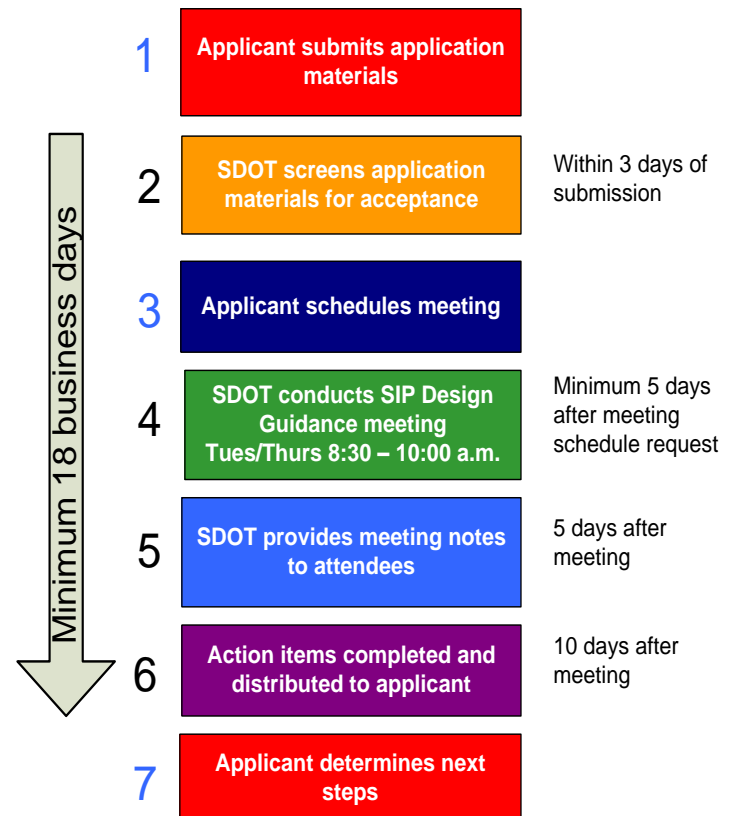 1
Applicant submits application
materials
Minimum 18 business days
2
SDOT screens application
materials for acceptance
Within 3 days of
submission
3
Applicant schedules meeting
4
SDOT conducts SIP Design
Guidance meeting
Tues/Thurs 8:30 – 10:00 a.m.
Minimum 5 days
after meeting
schedule request
5
SDOT provides meeting notes
to attendees
5 days after
meeting
6
Action items completed and
distributed to applicant
10 days after
meeting
7
Applicant determines next
steps